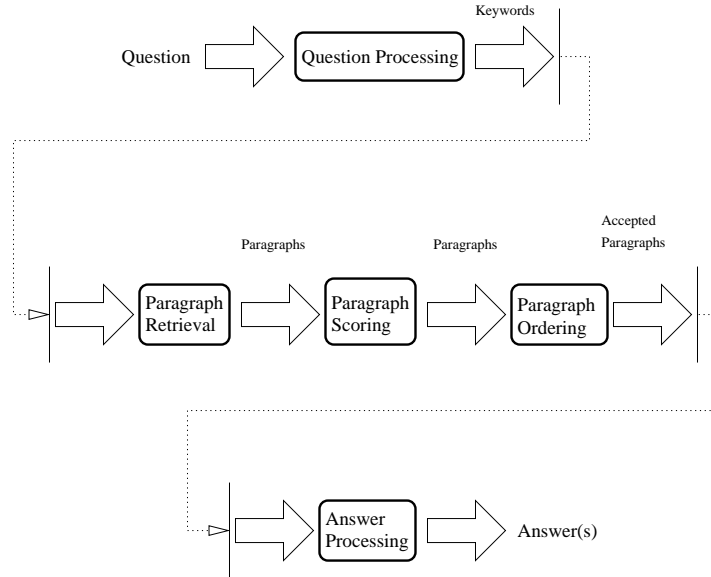 Keywords
Question
Question Processing
Accepted
Paragraphs
Paragraphs
Paragraphs
Paragraph
Retrieval
Paragraph
Scoring
Paragraph
Ordering
Answer
Processing
Answer(s)